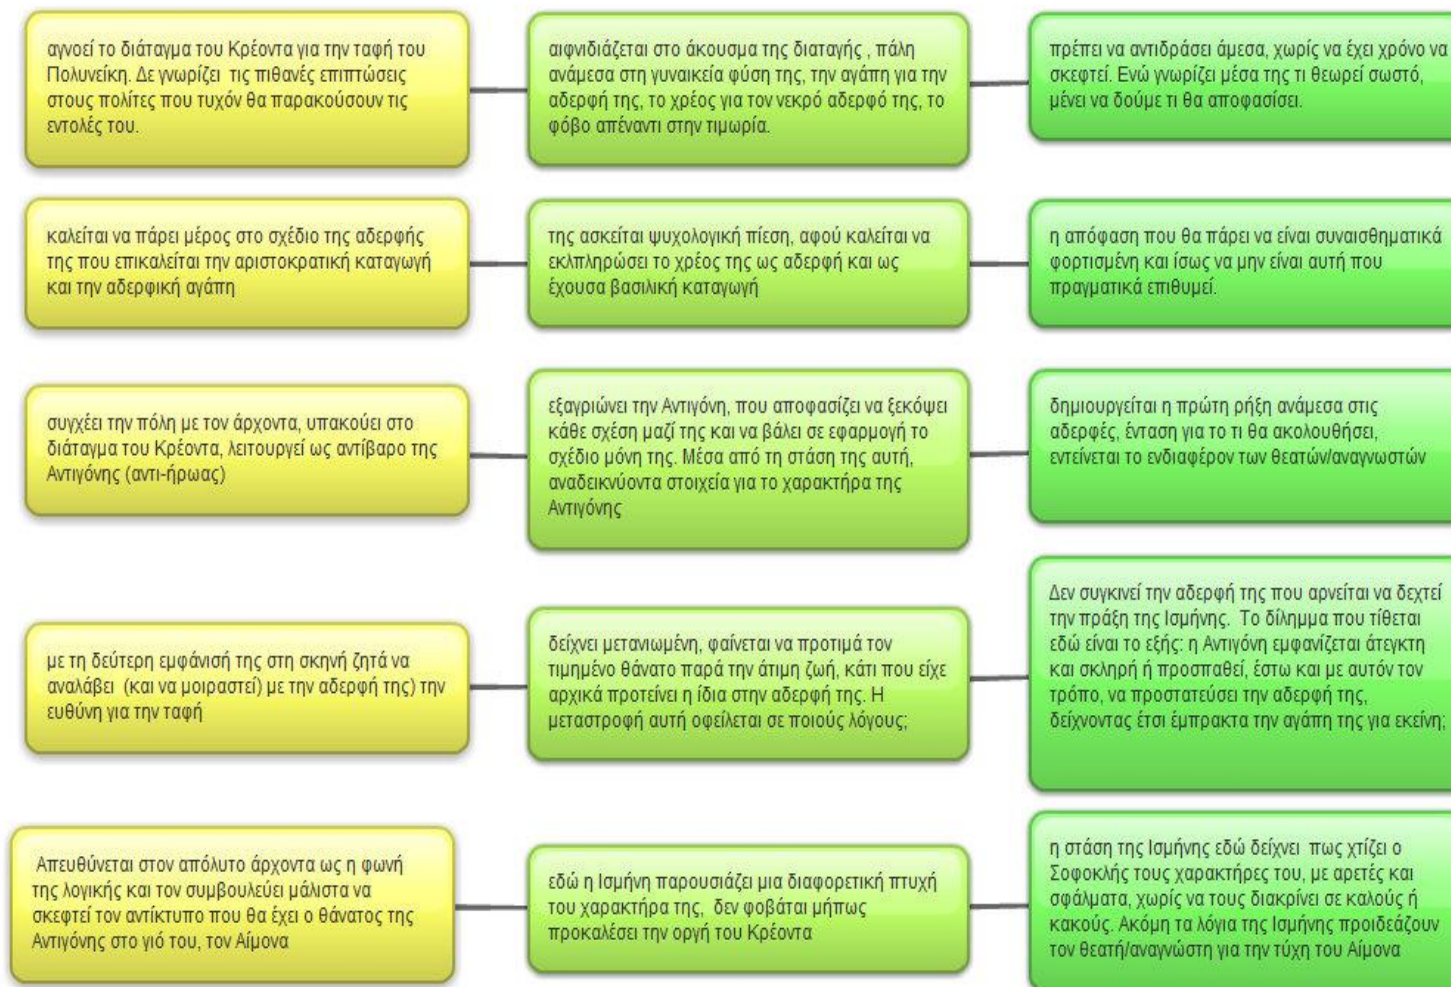 αγνοεί το διάταγμα του Κρέοντα για την ταφή του
Πολυνείκη. Δε γνωρίζει  τις πιθανές επιπτώσεις
στους πολίτες που τυχόν θα παρακούσουν τις
εντολές του.
αιφνιδιάζεται στο άκουσμα της διαταγής , πάλη
ανάμεσα στη γυναικεία φύση της, την αγάπη για την
αδερφή της, το χρέος για τον νεκρό αδερφό της, το
φόβο απέναντι στην τιμωρία.
πρέπει να αντιδράσει άμεσα, χωρίς να έχει χρόνο να
σκεφτεί. Ενώ γνωρίζει μέσα της τι θεωρεί σωστό,
μένει να δούμε τι θα αποφασίσει.
καλείται να πάρει μέρος στο σχέδιο της αδερφής
της που επικαλείται την αριστοκρατική καταγωγή
και την αδερφική αγάπη
της ασκείται ψυχολογική πίεση, αφού καλείται να
εκλπληρώσει το χρέος της ως αδερφή και ως
έχουσα βασιλική καταγωγή
η απόφαση που θα πάρει να είναι συναισθηματικά
φορτισμένη και ίσως να μην είναι αυτή που
πραγματικά επιθυμεί.
συγχέει την πόλη με τον άρχοντα, υπακούει στο
διάταγμα του Κρέοντα, λειτουργεί ως αντίβαρο της
Αντιγόνης (αντι-ήρωας)
εξαγριώνει την Αντιγόνη, που αποφασίζει να ξεκόψει
κάθε σχέση μαζί της και να βάλει σε εφαρμογή το
σχέδιο μόνη της. Μέσα από τη στάση της αυτή,
αναδεικνύοντα στοιχεία για το χαρακτήρα της
Αντιγόνης
δημιουργείται η πρώτη ρήξη ανάμεσα στις
αδερφές, ένταση για το τι θα ακολουθήσει,
εντείνεται το ενδιαφέρον των θεατών/αναγνωστών
με τη δεύτερη εμφάνισή της στη σκηνή ζητά να
αναλάβει  (και να μοιραστεί) με την αδερφή της) την
ευθύνη για την ταφή
δείχνει μετανιωμένη, φαίνεται να προτιμά τον
τιμημένο θάνατο παρά την άτιμη ζωή, κάτι που είχε
αρχικά προτείνει η ίδια στην αδερφή της. Η
μεταστροφή αυτή οφείλεται σε ποιούς λόγους;
Δεν συγκινεί την αδερφή της που αρνείται να δεχτεί
την πράξη της Ισμήνης.  Το δίλημμα που τίθεται
εδώ είναι το εξής: η Αντιγόνη εμφανίζεται άτεγκτη
και σκληρή ή προσπαθεί, έστω και με αυτόν τον
τρόπο, να προστατεύσει την αδερφή της,
δείχνοντας έτσι έμπρακτα την αγάπη της για εκείνη;
Απευθύνεται στον απόλυτο άρχοντα ως η φωνή
της λογικής και τον συμβουλεύει μάλιστα να
σκεφτεί τον αντίκτυπο που θα έχει ο θάνατος της
Αντιγόνης στο γιό του, τον Αίμονα
εδώ η Ισμήνη παρουσιάζει μια διαφορετική πτυχή
του χαρακτήρα της,  δεν φοβάται μήπως
προκαλέσει την οργή του Κρέοντα
η στάση της Ισμήνης εδώ δείχνει  πως χτίζει ο
Σοφοκλής τους χαρακτήρες του, με αρετές και
σφάλματα, χωρίς να τους διακρίνει σε καλούς ή
κακούς. Ακόμη τα λόγια της Ισμήνης προιδεάζουν
τον θεατή/αναγνώστη για την τύχη του Αίμονα